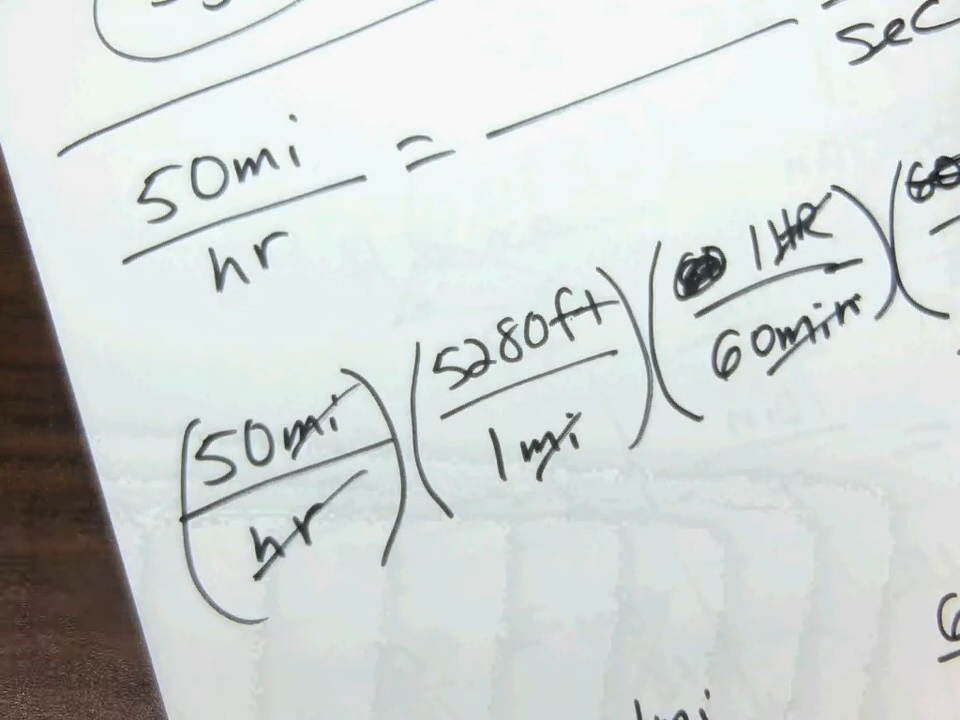 sec
50mi =
hr
(50mi/hr)(5280ft/1mi)(1HR/60min)(